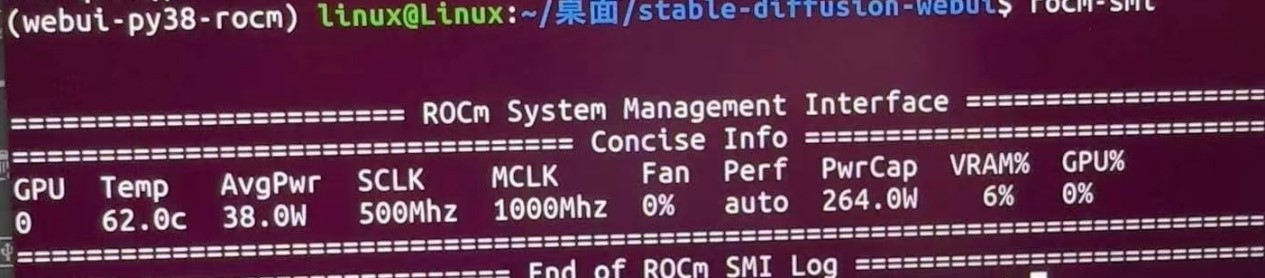 (webui-py38-rocm) linux@Linux:~/桌面/stable-diffusion-webui$ rocm-smi
======================= ROCm System Management Interface =======================
================================= Concise Info =================================
GPU Temp AvgPwr SCLK MCLK Fan Perf PwrCap VRAM% GPU%
0 62.0c 38.0W 500Mhz 1000Mhz 0% auto 264.0W 6% 0%
================================================================================
============================= End of ROCm SMI Log ==============================